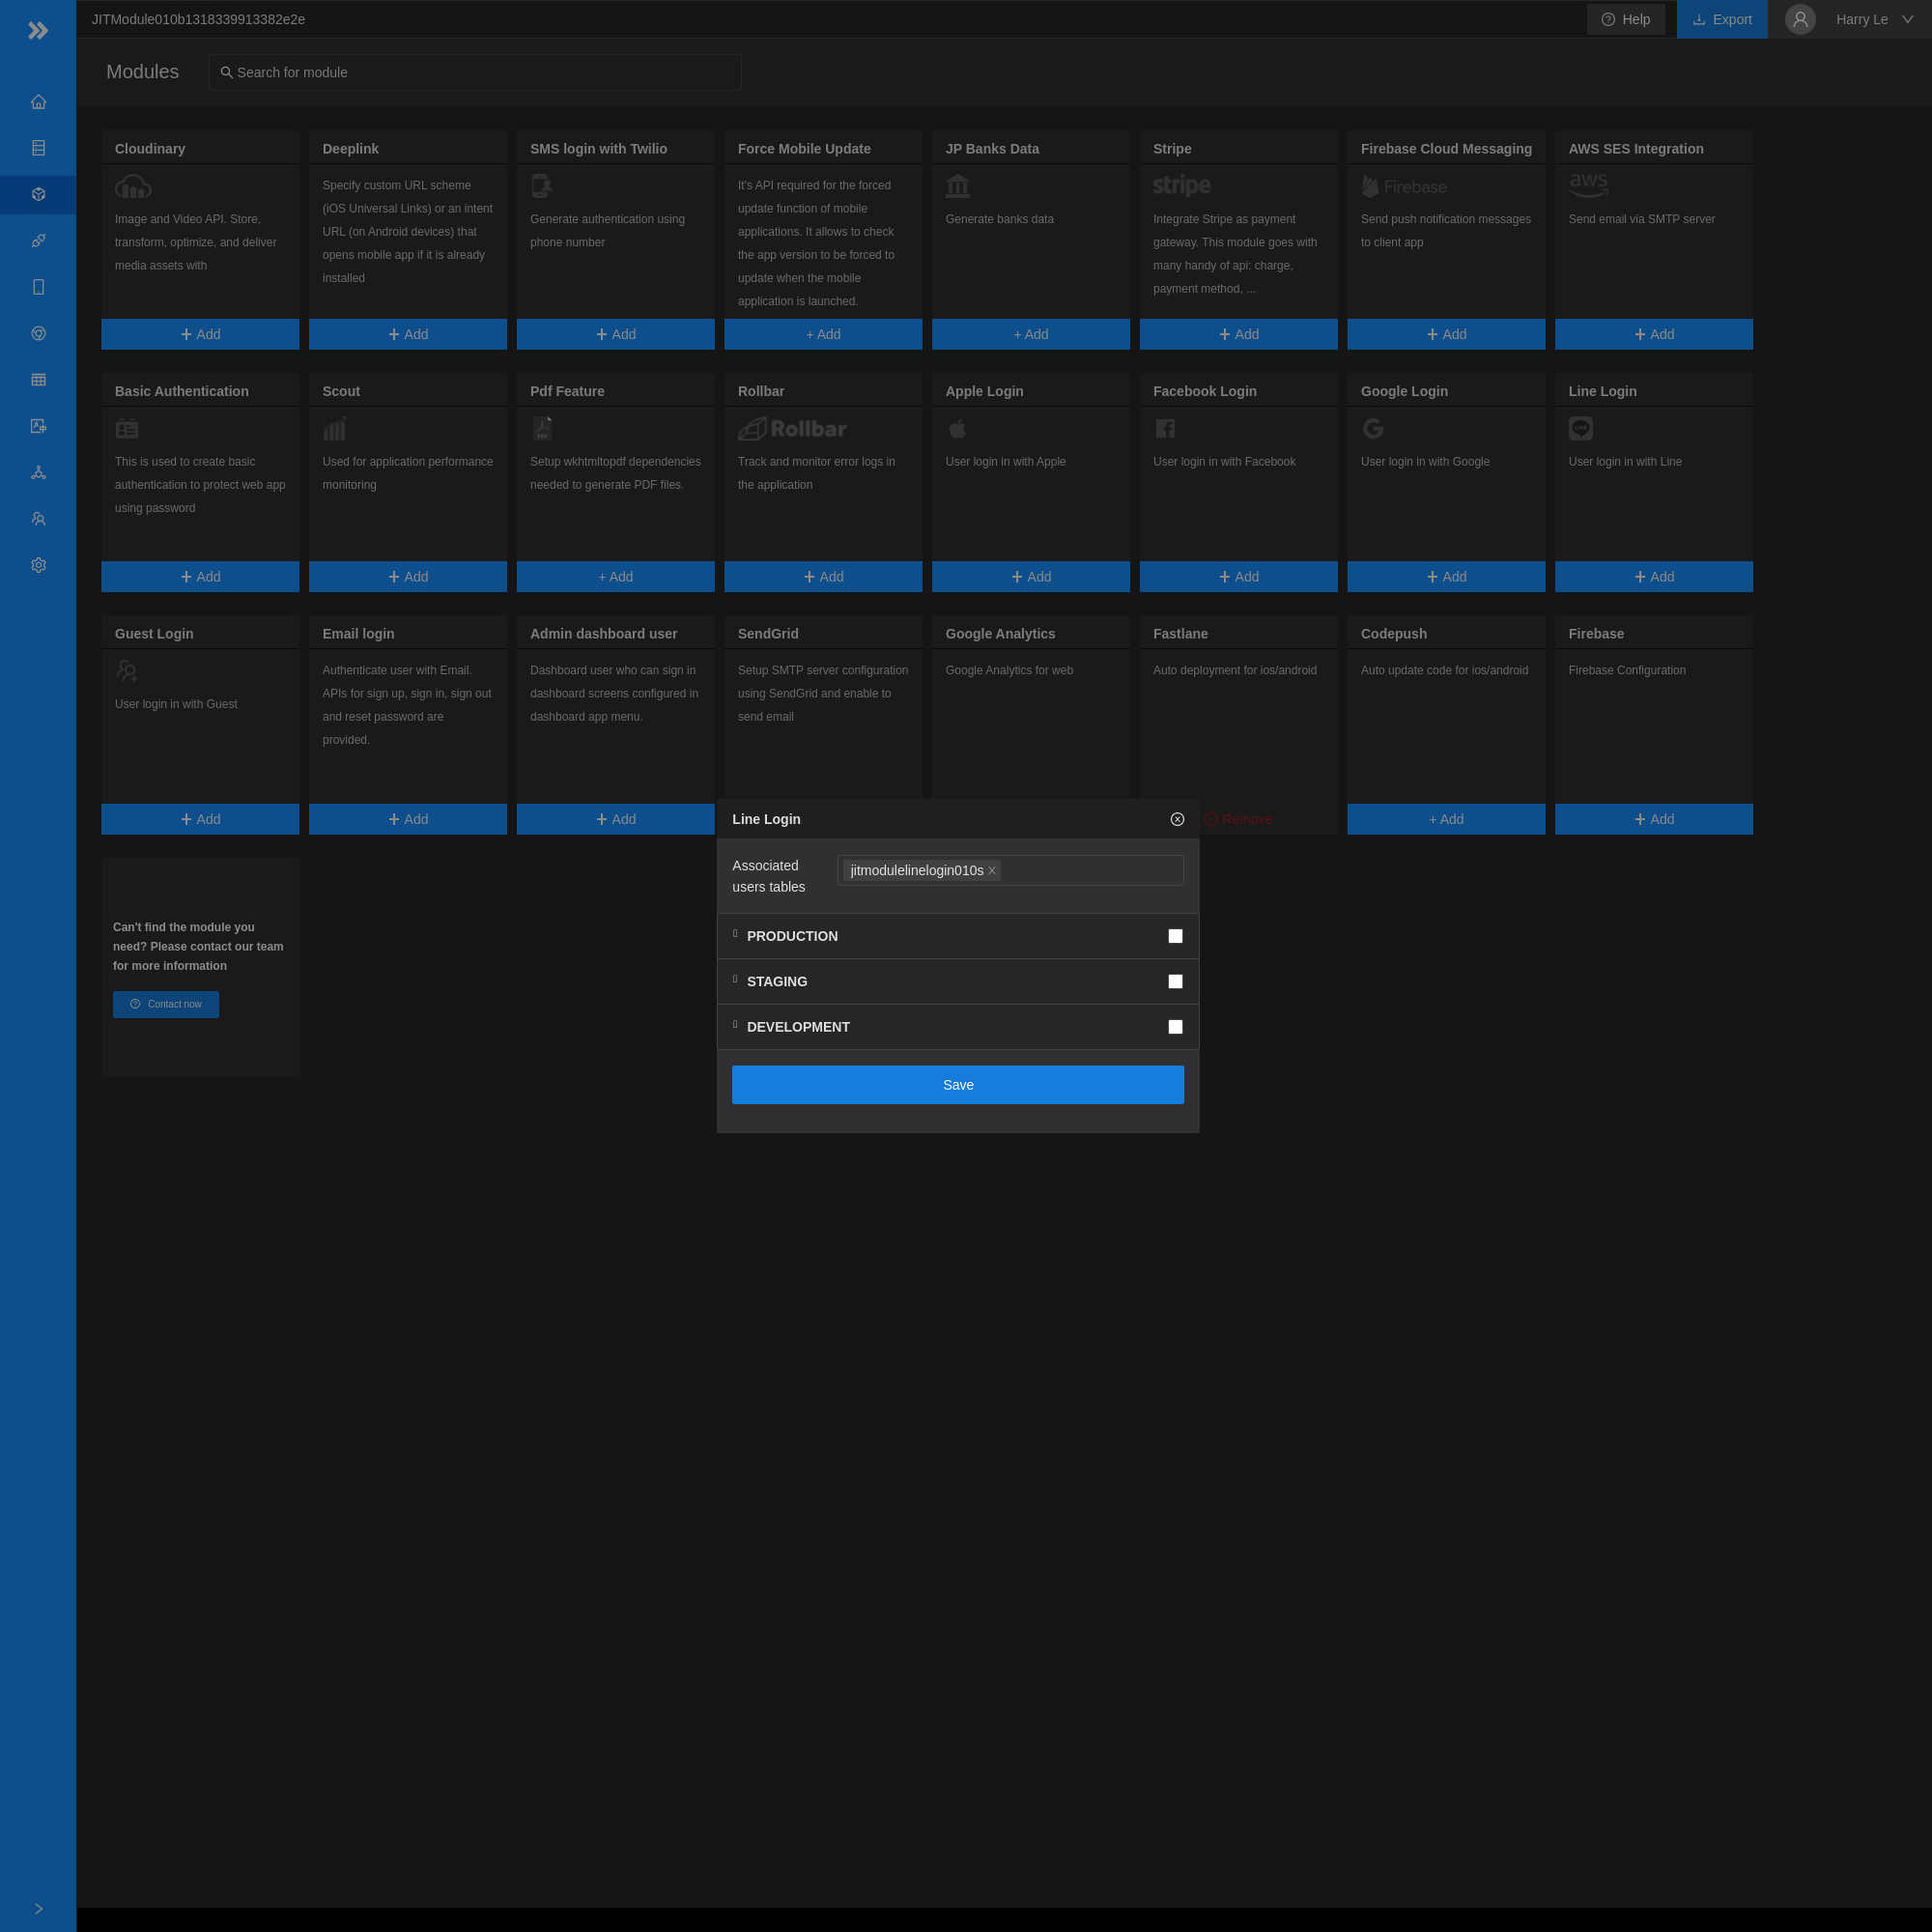 JITModule010b1318339913382e2e
Help
Export
Harry Le
Modules
Search for module
Cloudinary
Image and Video API. Store,
transform, optimize, and deliver
media assets with
Add
Deeplink
Specify custom URL scheme
(iOS Universal Links) or an intent
URL (on Android devices) that
opens mobile app if it is already
installed
Add
SMS login with Twilio
Generate authentication using
phone number
Add
Force Mobile Update
It's API required for the forced
update function of mobile
applications. It allows to check
the app version to be forced to
update when the mobile
application is launched.
+ Add
JP Banks Data
Generate banks data
+ Add
Stripe
stripe
Integrate Stripe as payment
gateway. This module goes with
many handy of api: charge,
payment method, ...
Add
Firebase Cloud Messaging
Firebase
Send push notification messages
to client app
Add
AWS SES Integration
aws
Send email via SMTP server
Add
Basic Authentication
This is used to create basic
authentication to protect web app
using password
Add
Scout
Used for application performance
monitoring
Add
Pdf Feature
PDF
Setup wkhtmltopdf dependencies
needed to generate PDF files.
+ Add
Rollbar
Rollbar
Track and monitor error logs in
the application
Add
Apple Login
User login in with Apple
Add
Facebook Login
User login in with Facebook
Add
Google Login
User login in with Google
Add
Line Login
LINE
User login in with Line
Add
Guest Login
User login in with Guest
Add
Email login
Authenticate user with Email.
APIs for sign up, sign in, sign out
and reset password are
provided.
Add
Admin dashboard user
Dashboard user who can sign in
dashboard screens configured in
dashboard app menu.
Add
SendGrid
Setup SMTP server configuration
using SendGrid and enable to
send email
Google Analytics
Google Analytics for web
Fastlane
Auto deployment for ios/android
Remove
Codepush
Auto update code for ios/android
+ Add
Firebase
Firebase Configuration
Add
Can't find the module you
need? Please contact our team
for more information
Contact now
Line Login
Associated
users tables
jitmodulelinelogin010s
PRODUCTION
STAGING
DEVELOPMENT
Save